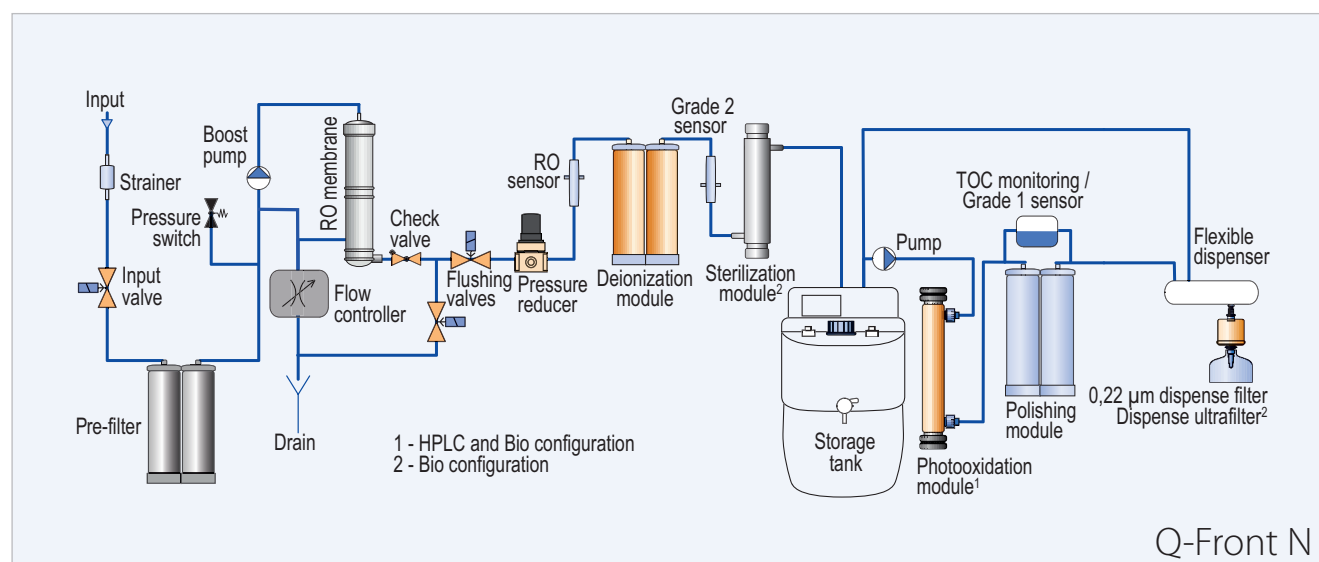 Input
Strainer
Pressure
switch
Input
valve
Pre-filter
Boost
pump
RO membrane
Flow
controller
Drain
Check
valve
Flushing
valves
Pressure
reducer
RO
sensor
Deionization
module
Grade 2
sensor
Sterilization
module²
Storage
tank
Pump
Photooxidation
module¹
TOC monitoring /
Grade 1 sensor
Polishing
module
Flexible
dispenser
0,22 µm dispense filter
Dispense ultrafilter²
1 - HPLC and Bio configuration
2 - Bio configuration
Q-Front N